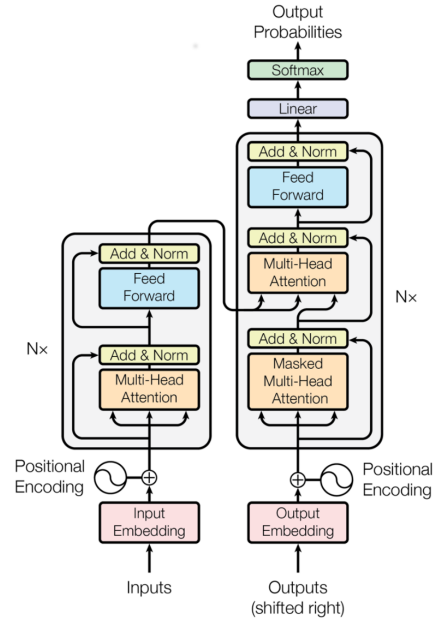 Output
Probabilities
Softmax
Linear
Add & Norm
Feed
Forward
Add & Norm
Multi-Head
Attention
Add & Norm
Masked
Multi-Head
Attention
N×
Add & Norm
Feed
Forward
Add & Norm
Multi-Head
Attention
N×
Positional
Encoding
Positional
Encoding
Input
Embedding
Output
Embedding
Inputs
Outputs
(shifted right)